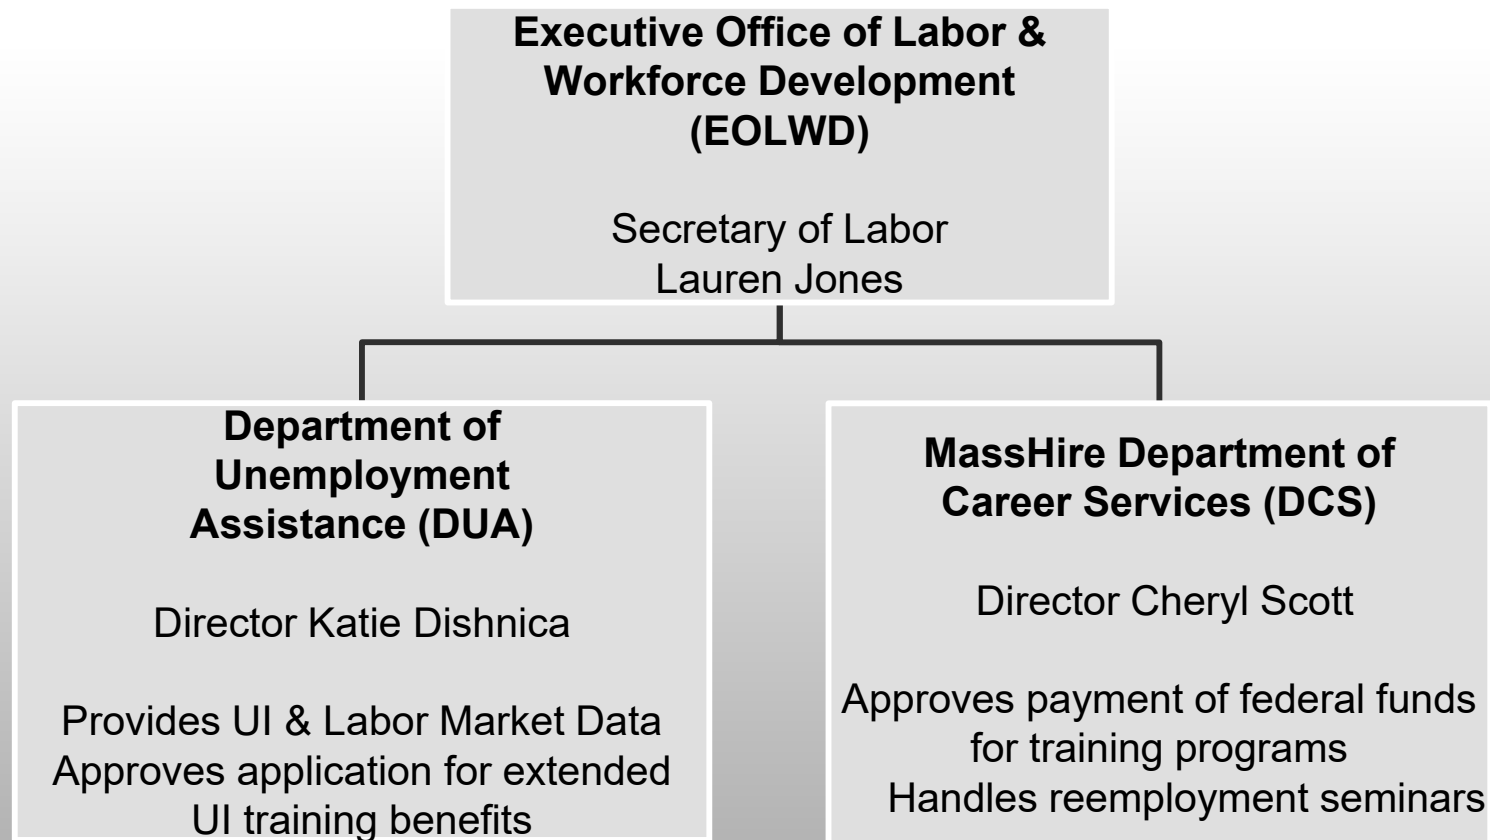 Executive Office of Labor &
Workforce Development
(EOLWD)
Secretary of Labor
Lauren Jones
Department of
Unemployment
Assistance (DUA)
Director Katie Dishnica
Provides UI & Labor Market Data
Approves application for extended
UI training benefits
MassHire Department of
Career Services (DCS)
Director Cheryl Scott
Approves payment of federal funds
for training programs
Handles reemployment seminars